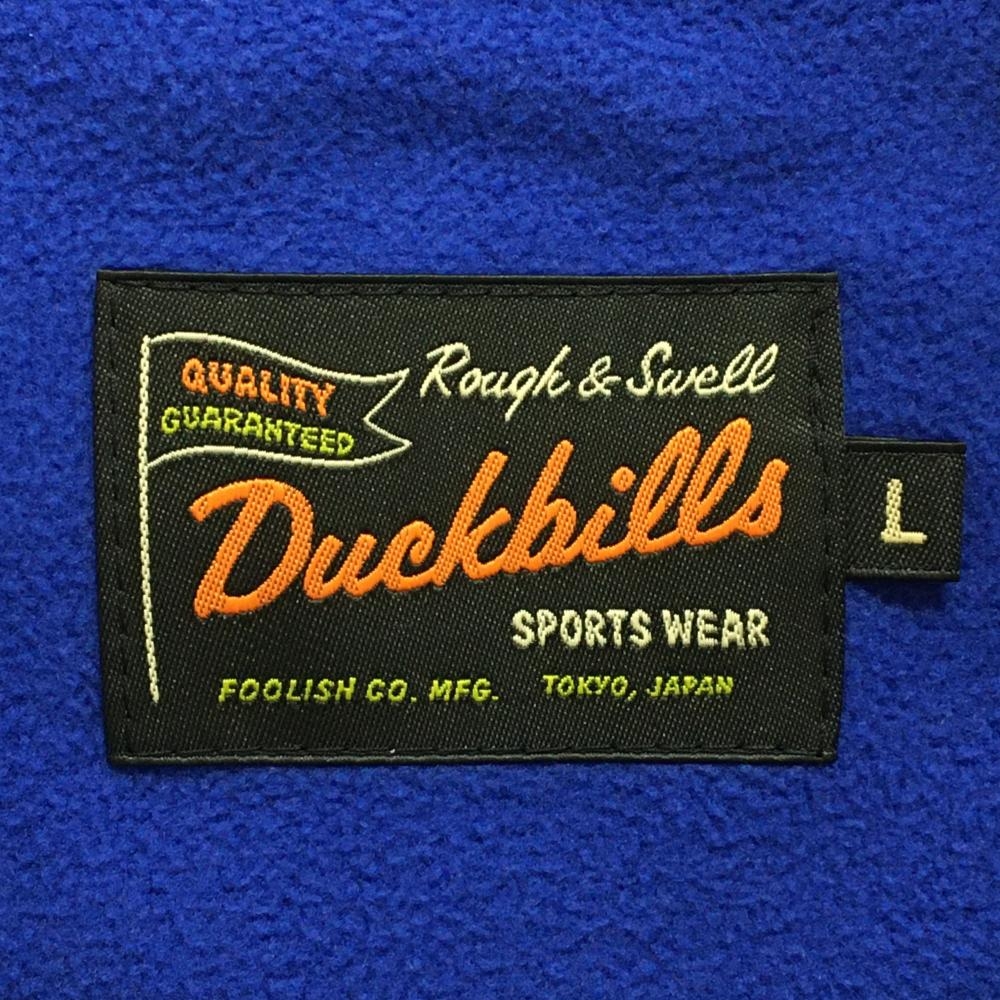 QUALITY
GUARANTEED
Rough & Swell
Duckbills
SPORTS WEAR
FOOLISH CO. MFG. TOKYO, JAPAN
L